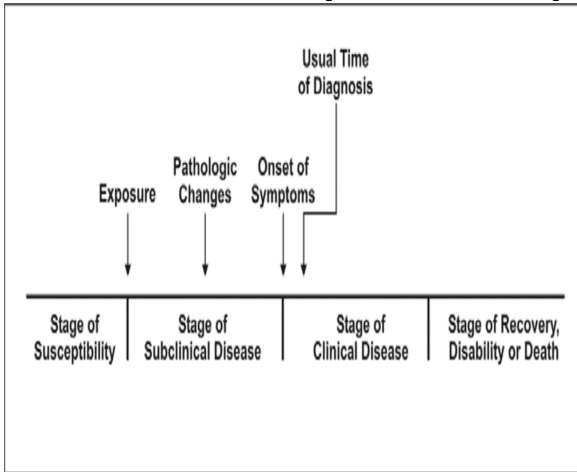 Usual Time
of Diagnosis
Pathologic
Changes
Onset of
Symptoms
Exposure
Stage of
Susceptibility
Stage of
Subclinical Disease
Stage of
Clinical Disease
Stage of Recovery,
Disability or Death